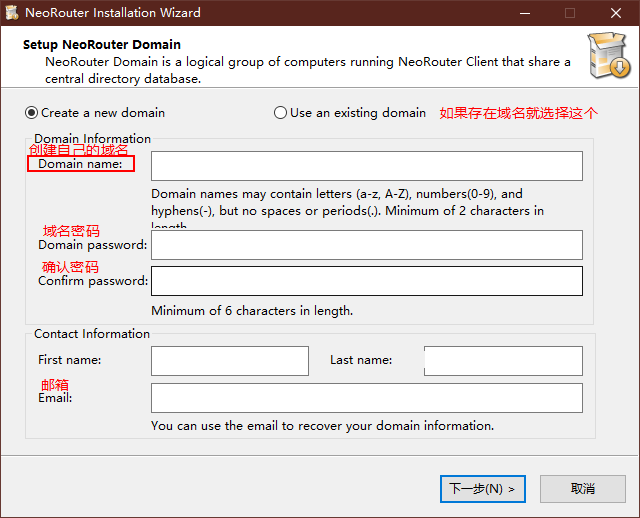 NeoRouter Installation Wizard
Setup NeoRouter Domain
NeoRouter Domain is a logical group of computers running NeoRouter Client that share a
central directory database.
Create a new domain
Use an existing domain
如果存在域名就选择这个
Domain Information
创建自己的域名
Domain name:
Domain names may contain letters (a-z, A-Z), numbers(0-9), and
hyphens(-), but no spaces or periods(.). Minimum of 2 characters in
length.
域名密码
Domain password:
确认密码
Confirm password:
Minimum of 6 characters in length.
Contact Information
First name:
Last name:
邮箱
Email:
You can use the email to recover your domain information.
下一步(N) >
取消